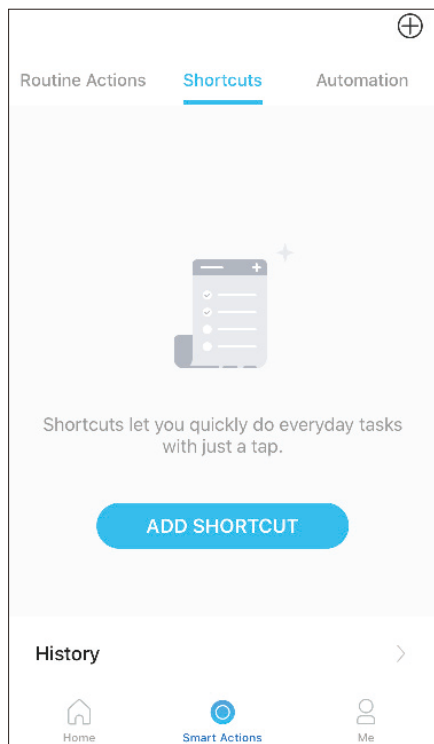 Routine Actions Shortcuts Automation
Shortcuts let you quickly do everyday tasks
with just a tap.
ADD SHORTCUT
History
Home Smart Actions Me